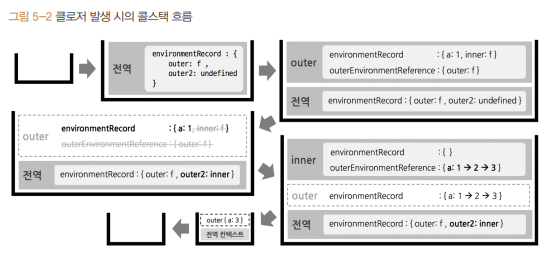 그림 5-2 클로저 발생 시의 콜스택 흐름
전역
environmentRecord : {
outer: f ,
outer2: undefined
}
outer
environmentRecord : { a: 1, inner: f }
outerEnvironmentReference : { outer: f }
전역
environmentRecord : { outer: f , outer2: undefined }
outer
environmentRecord : { a: 1, inner: f }
outerEnvironmentReference : { outer: f }
전역
environmentRecord : { outer: f , outer2: inner }
inner
environmentRecord : { }
outerEnvironmentReference : { a: 1 → 2 → 3 }
outer
environmentRecord : { a: 1 → 2 → 3 }
전역
environmentRecord : { outer: f , outer2: inner }
outer { a: 3 }
전역 컨텍스트